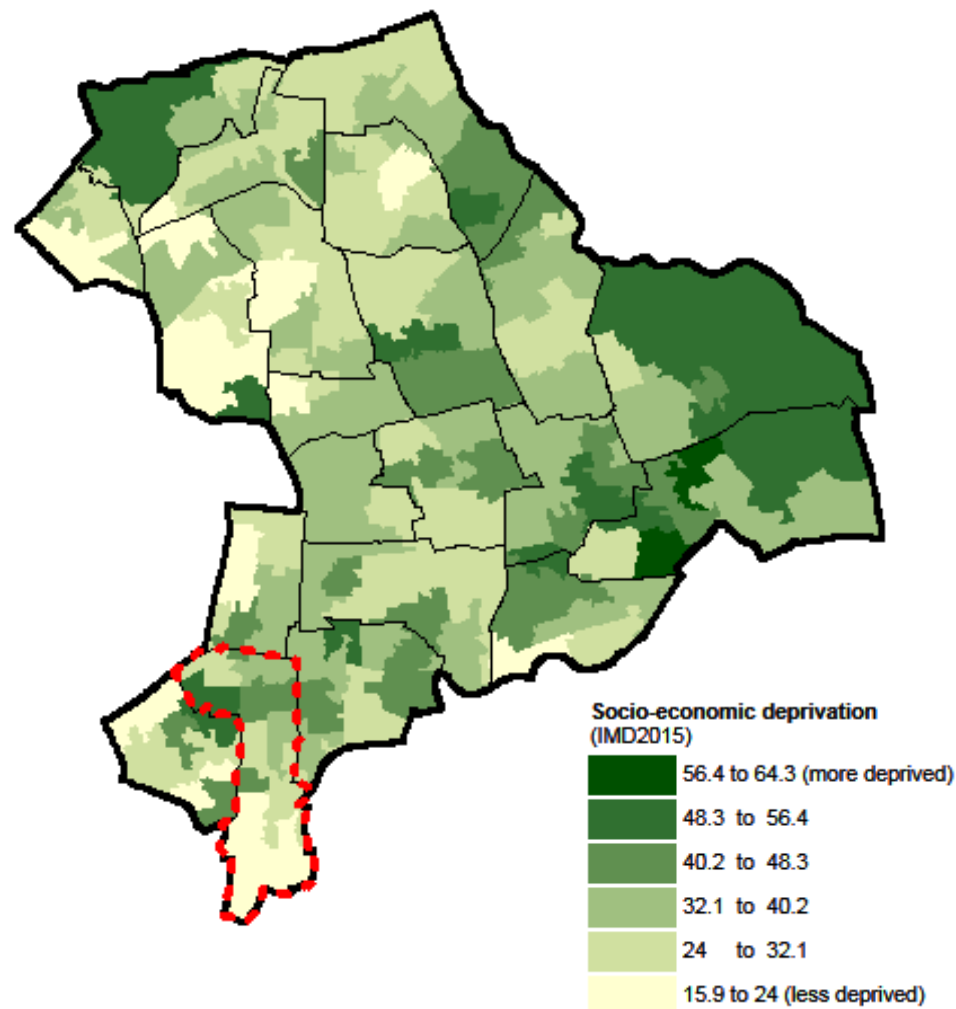 Socio-economic deprivation
(IMD2015)
56.4 to 64.3 (more deprived)
48.3 to 56.4
40.2 to 48.3
32.1 to 40.2
24 to 32.1
15.9 to 24 (less deprived)